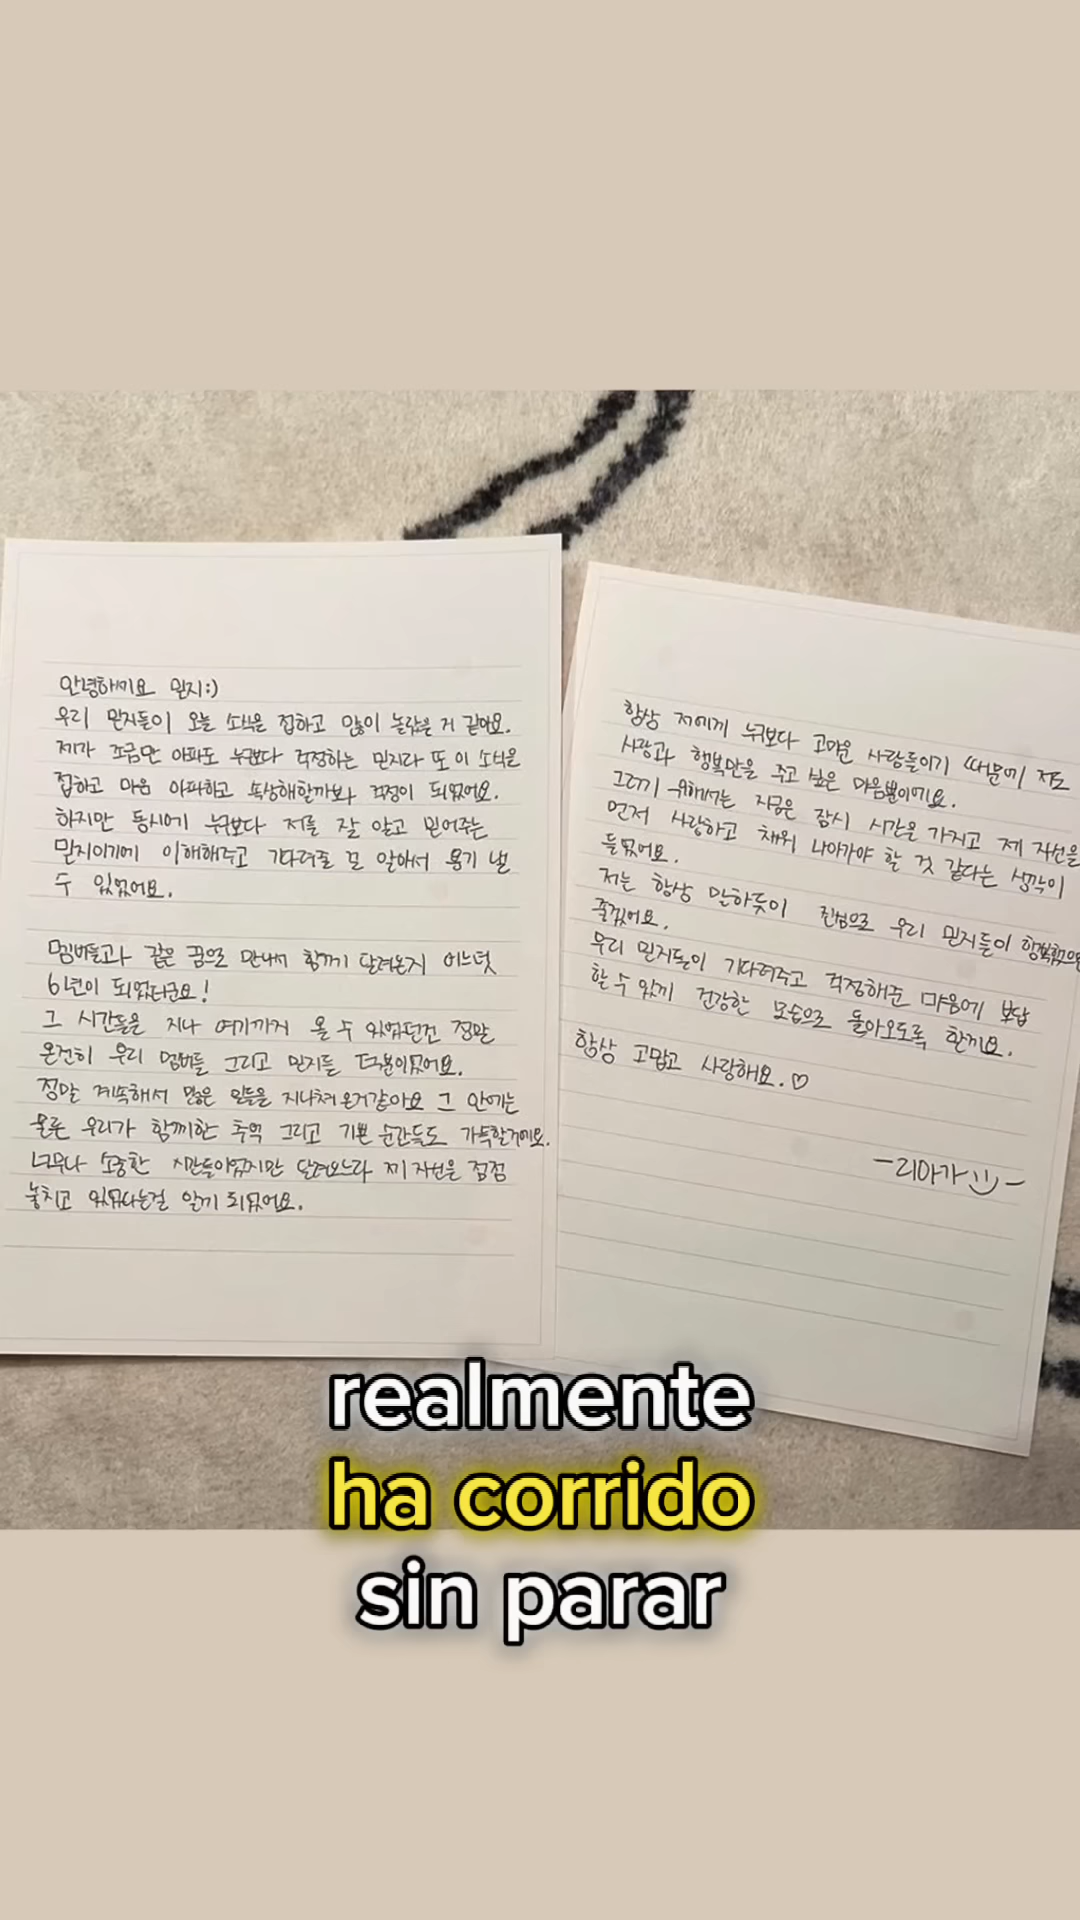 안녕하세요 믿지:)
우리 믿지들이 오늘 소식을 접하고 많이 놀랐을 거 같아요.
제가 조금만 아파도 누구보다 걱정하는 믿지라 또 이 소식을
접하고 마음 아파하고 속상해할까봐 걱정이 되었어요.
하지만 동시에 누구보다 저를 잘 알고 믿어주는
믿지이기에 이해해주고 기다려줄 걸 알아서 용기 낼
수 있었어요.
멤버들과 같은 꿈으로 만나서 함께 달려온지 어느덧
6년이 되었더군요!
그 시간들을 지나 여기까지 올 수 있었던건 정말
온전히 우리 멤버들 그리고 믿지들 덕분이었어요.
정말 계속해서 많은 일들을 지나쳐온거같아요 그 안에는
물론 우리가 함께한 추억 그리고 기쁜 순간들도 가득할거예요.
너무나 소중한 시간들이었지만 달려오느라 제 자신을 점점
놓치고 있었다는걸 알게 되었어요.
항상 저에게 누구보다 고마운 사람들이기 때문에 저도
사랑과 행복만을 주고 싶은 마음뿐이에요.
그러기 위해서는 지금은 잠시 시간을 가지고 제 자신을
먼저 사랑하고 채워 나아가야 할 것 같다는 생각이
들었어요.
저는 항상 말하듯이 진심으로 우리 믿지들이 행복했으면
좋겠어요.
우리 믿지들이 기다려주고 걱정해준 마음에 보답
할 수 있게 건강한 모습으로 돌아오도록 할게요.
항상 고맙고 사랑해요.♡
-리아가 :)-
realmente
ha corrido
sin parar